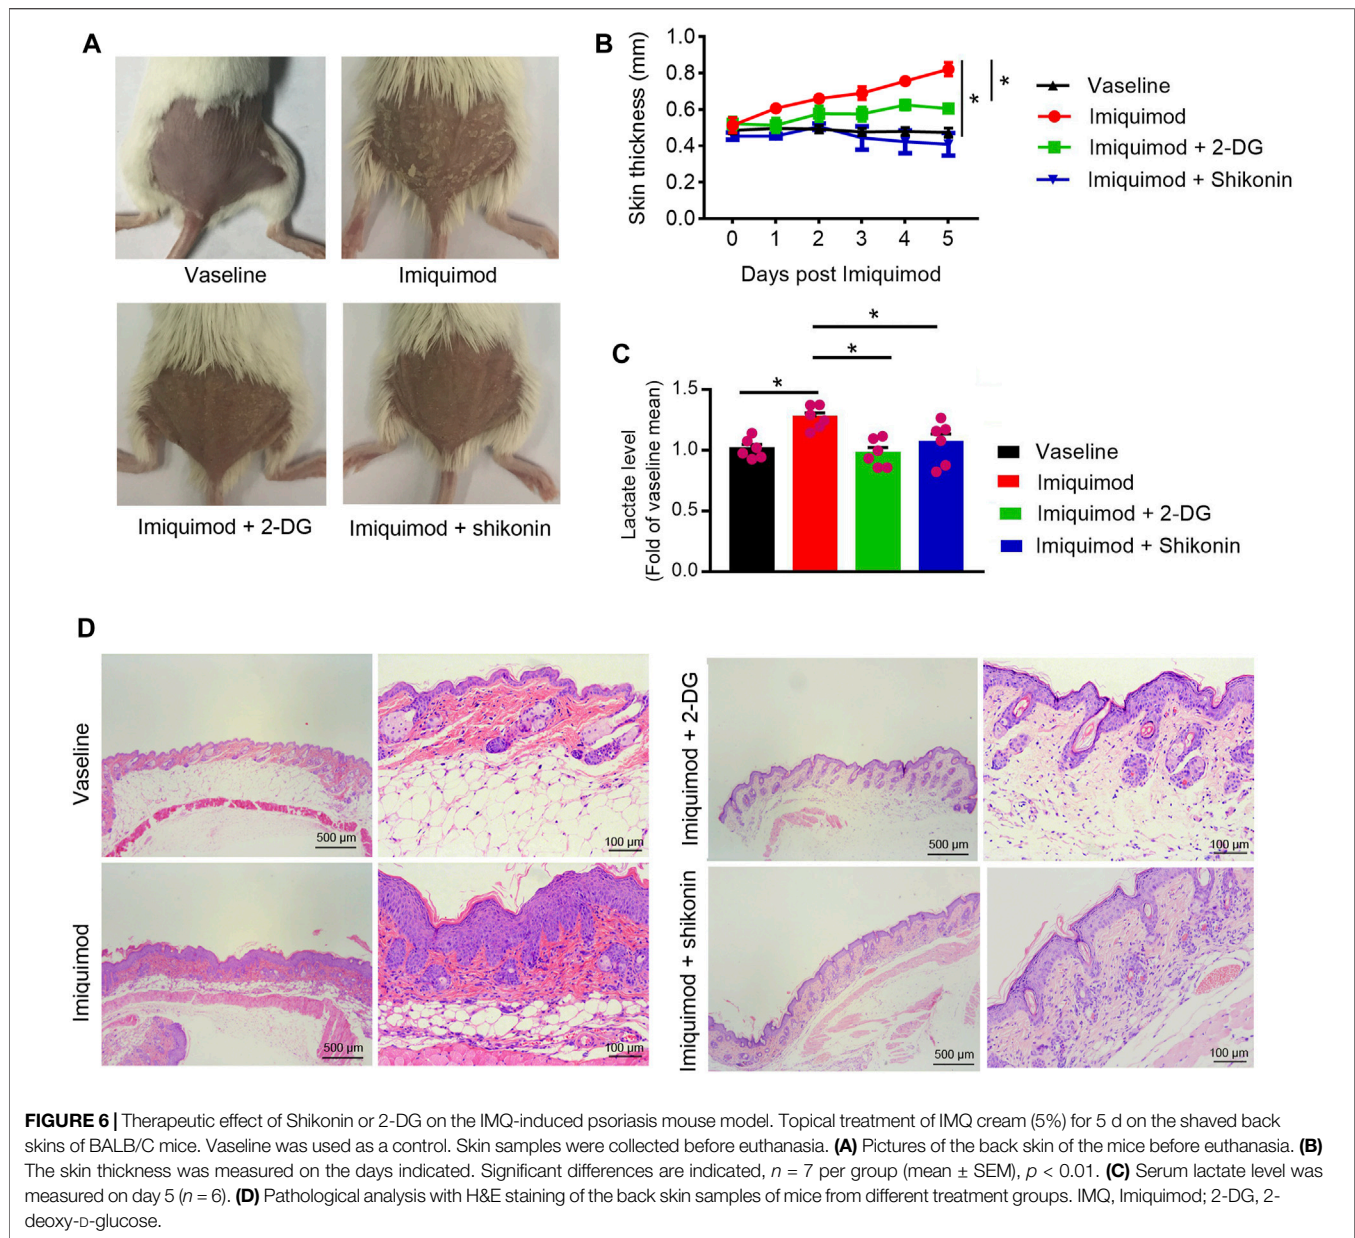 A
Vaseline
Imiquimod
Imiquimod + 2-DG
Imiquimod + shikonin
B
Skin thickness (mm)
1.0
0.8
0.6
0.4
0.2
0.0
0 1 2 3 4 5
Days post Imiquimod
*
*
Vaseline
Imiquimod
Imiquimod + 2-DG
Imiquimod + Shikonin
C
Lactate level
(Fold of vaseline mean)
1.5
1.0
0.5
0.0
*
*
*
Vaseline
Imiquimod
Imiquimod + 2-DG
Imiquimod + Shikonin
D
Vaseline
500 µm
100 µm
Imiquimod
500 µm
100 µm
Imiquimod + 2-DG
500 µm
100 µm
Imiquimod + shikonin
500 µm
100 µm
FIGURE 6 | Therapeutic effect of Shikonin or 2-DG on the IMQ-induced psoriasis mouse model. Topical treatment of IMQ cream (5%) for 5 d on the shaved back
skins of BALB/C mice. Vaseline was used as a control. Skin samples were collected before euthanasia. (A) Pictures of the back skin of the mice before euthanasia. (B)
The skin thickness was measured on the days indicated. Significant differences are indicated, n = 7 per group (mean ± SEM), p < 0.01. (C) Serum lactate level was
measured on day 5 (n = 6). (D) Pathological analysis with H&E staining of the back skin samples of mice from different treatment groups. IMQ, Imiquimod; 2-DG, 2-
deoxy-D-glucose.